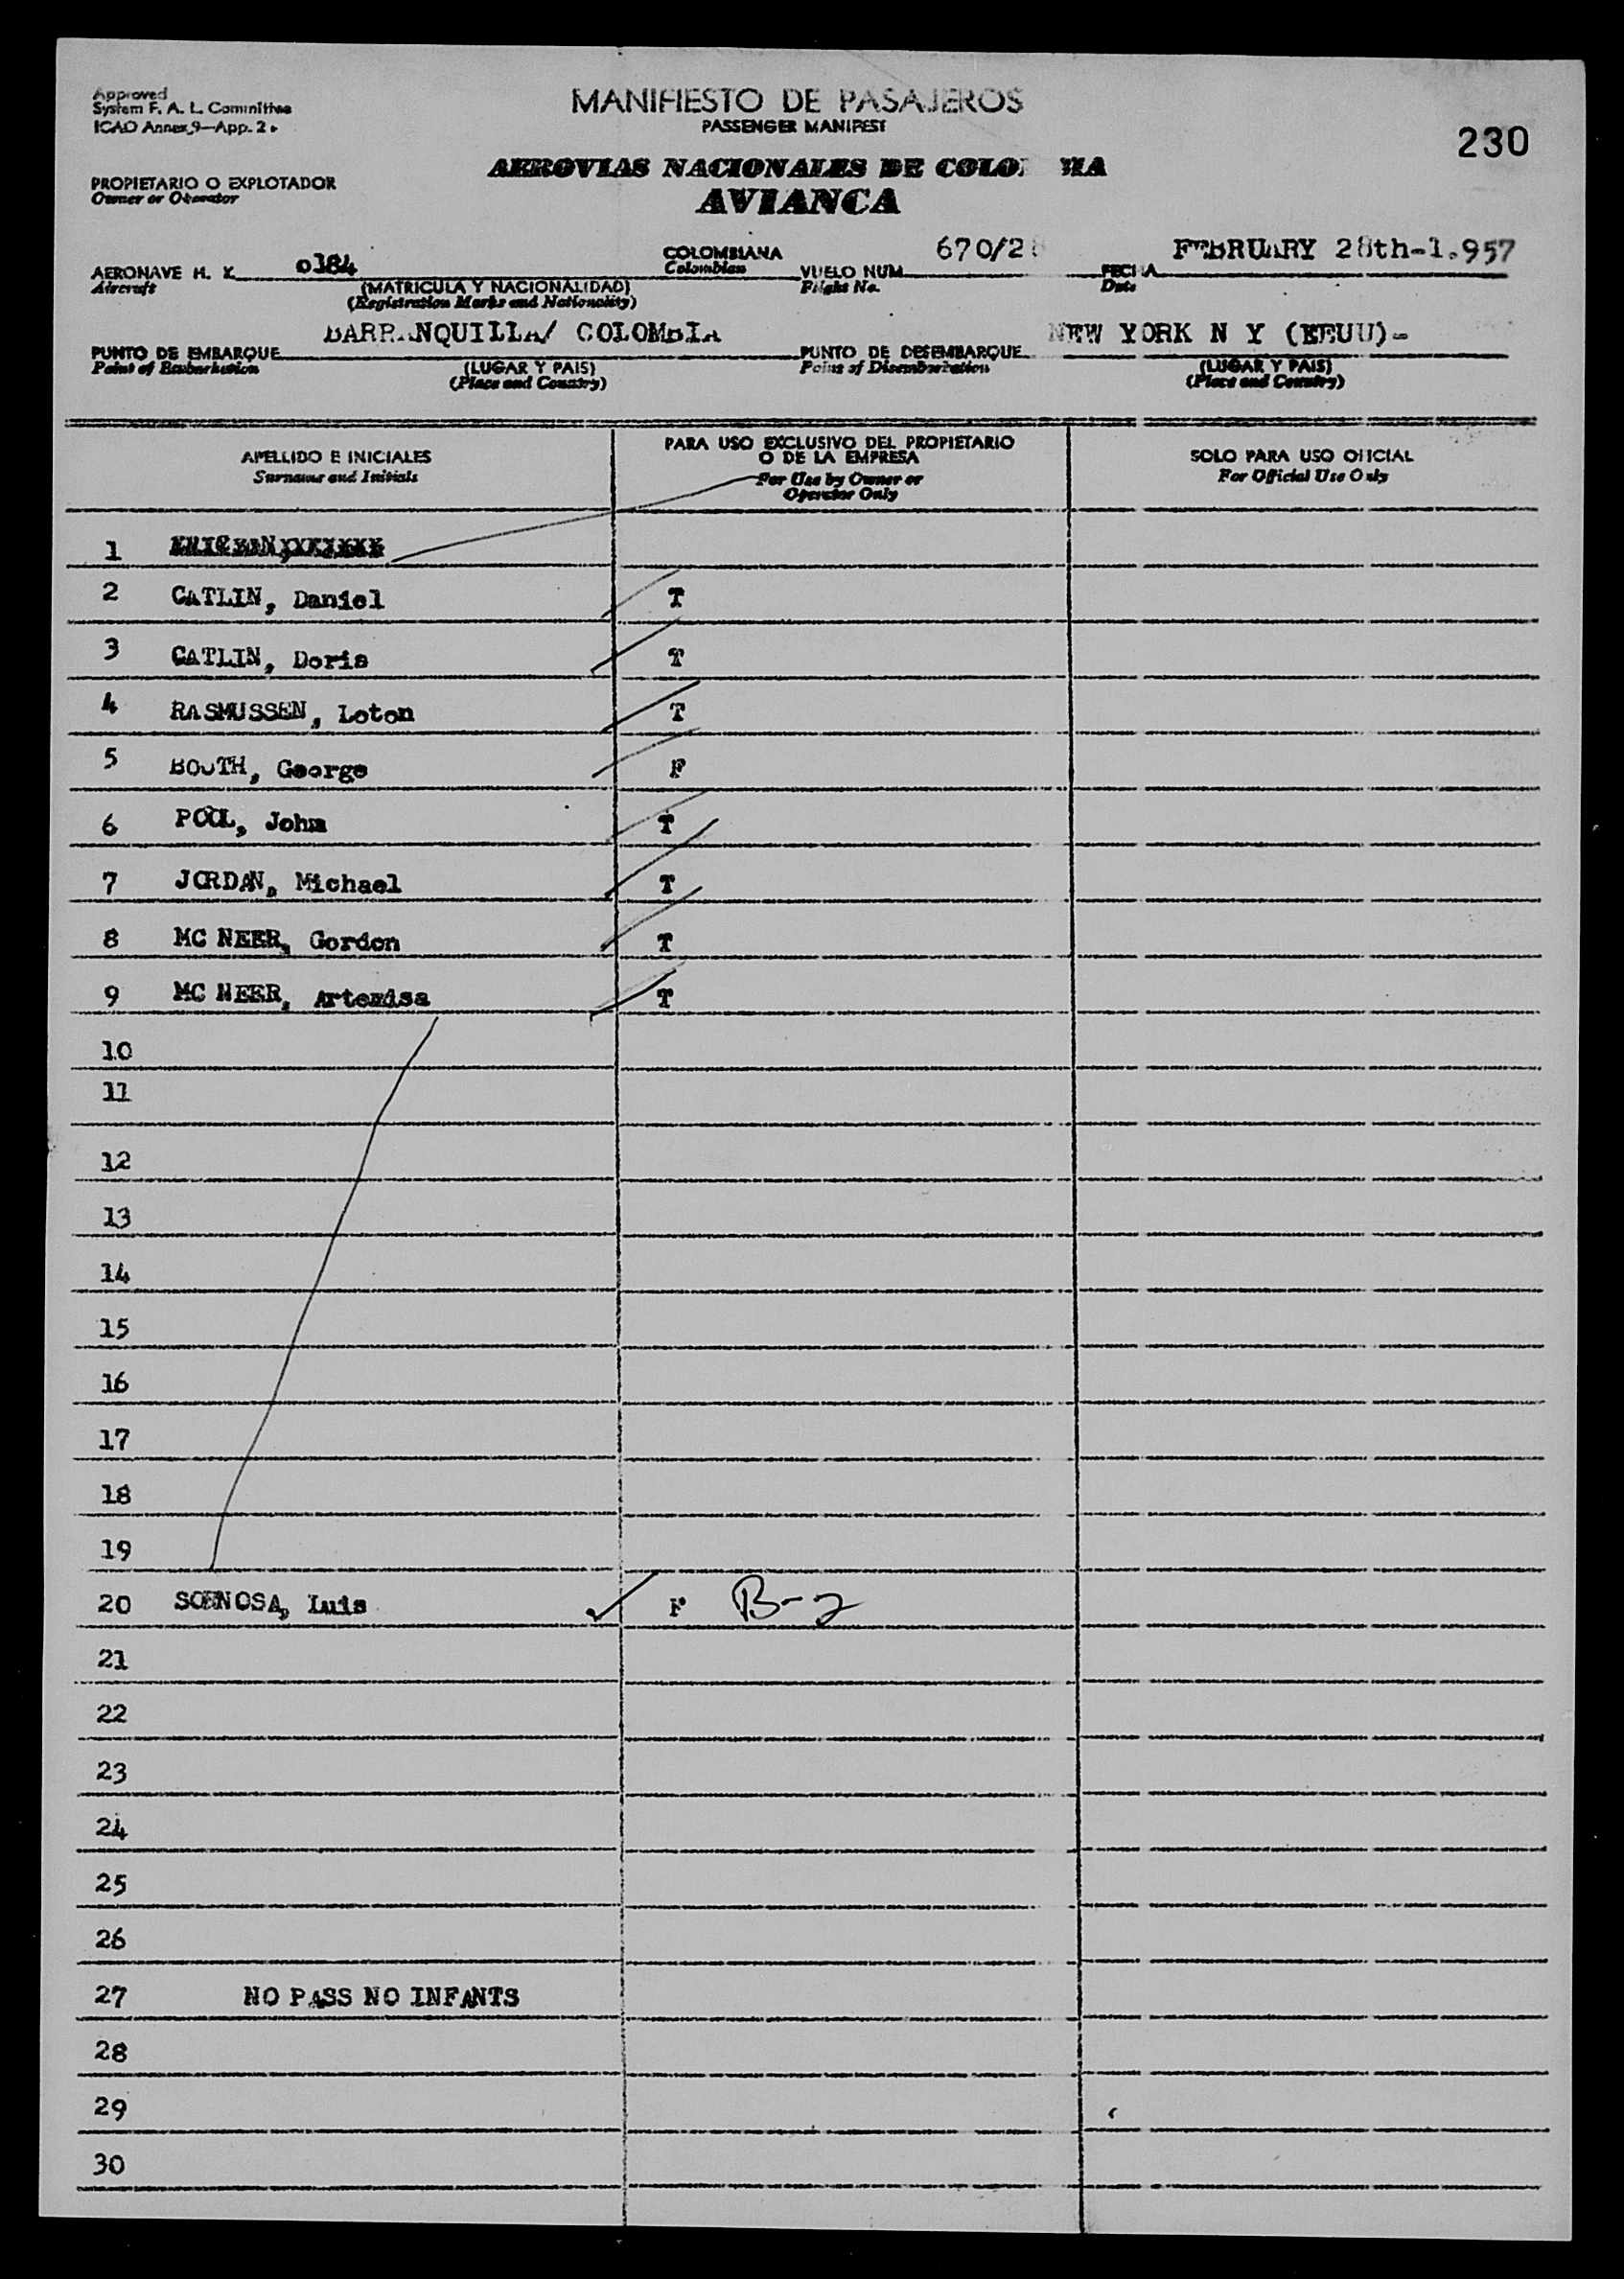 Approved
System F. A. L. Committee
ICAO Annex 9—App. 2
MANIFIESTO DE PASAJEROS
PASSENGER MANIFEST
230
AEROVIAS NACIONALES DE
AVIANCA
PROPIETARIO O EXPLOTADOR
Owner or Operator
AERONAVE H. K. 0384
Aircraft
(MATRICULA Y NACIONALIDAD)
(Registration Marks and Nationality)
COLOMBIANA
Colombian
VUELO NUM. 670/28
Flight No.
FECHA FEBRUARY 28th-1.957
Date
PUNTO DE EMBARQUE BARRANQUILLA/ COLOMBIA
Point of Embarkation
(LUGAR Y PAIS)
(Place and Country)
PUNTO DE DESEMBARQUE NEW YORK N Y (EEUU)-
Point of Disembarkation
(LUGAR Y PAIS)
(Place and Country)
APELLIDO E INICIALES
Surname and Initials
PARA USO EXCLUSIVO DEL PROPIETARIO
O DE LA EMPRESA
For Use by Owner or
Operator Only
SOLO PARA USO OFICIAL
For Official Use Only
1
2 CATLIN, Daniel T
3 CATLIN, Doris T
4 RASMUSSEN, Loton T
5 BOOTH, George F
6 POOL, John T
7 JORDAN, Michael T
8 MC NEER, Gordon T
9 MC NEER, Artemisa T
10
11
12
13
14
15
16
17
18
19
20 Luis F B-2
21
22
23
24
25
26
27 NO PASS NO INFANTS
28
29
30